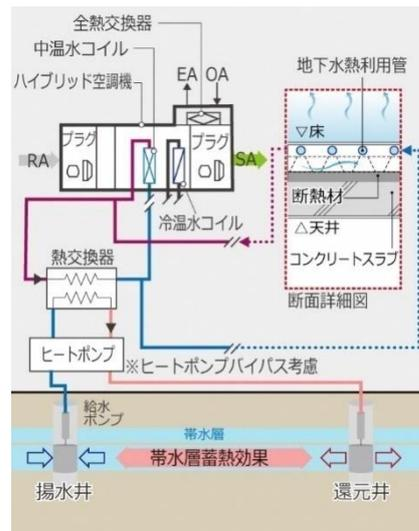 全熱交換器
中温水コイル
ハイブリッド空調機
EA
OA
地下水熱利用管
プラグ
プラグ
RA
SA
▽床
冷温水コイル
断熱材
△天井
コンクリートスラブ
断面詳細図
熱交換器
ヒートポンプ
※ヒートポンプバイパス考慮
給水
ポンプ
帯水層
帯水層蓄熱効果
揚水井
還元井